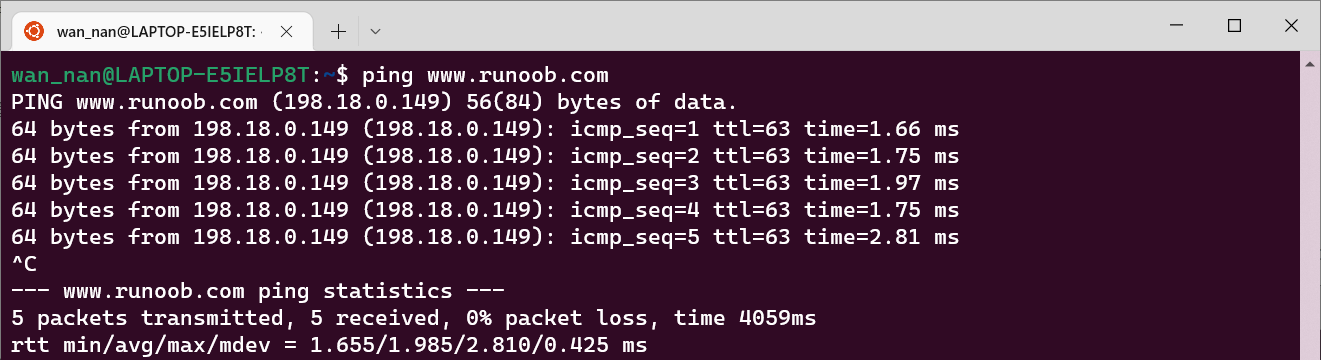 wan_nan@LAPTOP-E5IELP8T: ~
wan_nan@LAPTOP-E5IELP8T:~$ ping www.runoob.com
PING www.runoob.com (198.18.0.149) 56(84) bytes of data.
64 bytes from 198.18.0.149 (198.18.0.149): icmp_seq=1 ttl=63 time=1.66 ms
64 bytes from 198.18.0.149 (198.18.0.149): icmp_seq=2 ttl=63 time=1.75 ms
64 bytes from 198.18.0.149 (198.18.0.149): icmp_seq=3 ttl=63 time=1.97 ms
64 bytes from 198.18.0.149 (198.18.0.149): icmp_seq=4 ttl=63 time=1.75 ms
64 bytes from 198.18.0.149 (198.18.0.149): icmp_seq=5 ttl=63 time=2.81 ms
^C
--- www.runoob.com ping statistics ---
5 packets transmitted, 5 received, 0% packet loss, time 4059ms
rtt min/avg/max/mdev = 1.655/1.985/2.810/0.425 ms